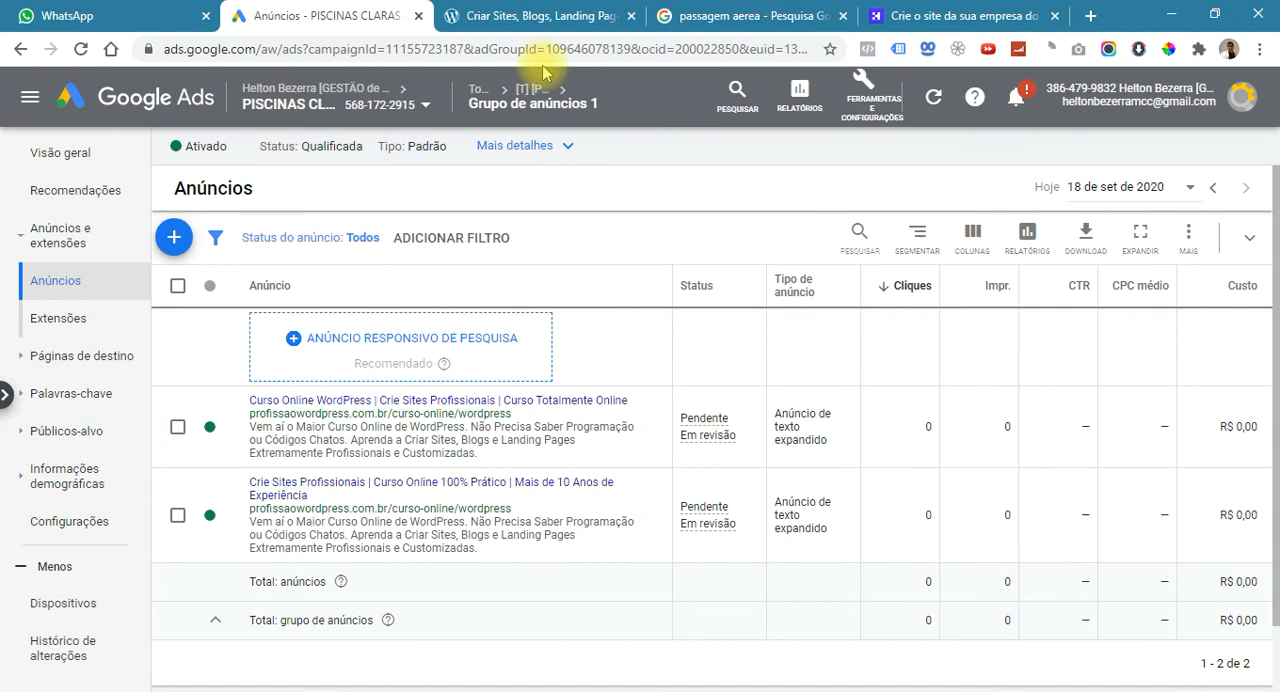 WhatsApp
Anúncios - PISCINAS CLARAS
Criar Sites, Blogs, Landing Page
passagem aerea - Pesquisa Go
Crie o site da sua empresa do
ads.google.com/aw/ads?campaignId=11155723187&adGroupId=109646078139&ocid=200022850&euid=13...
Google Ads
Helton Bezerra [GESTÃO de ...
PISCINAS CL... 568-172-2915
To... [T] [P...
Grupo de anúncios 1
PESQUISAR
RELATÓRIOS
FERRAMENTAS E CONFIGURAÇÕES
386-479-9832 Helton Bezerra [G...
heltonbezerramcc@gmail.com
Ativado Status: Qualificada Tipo: Padrão Mais detalhes
Visão geral
Recomendações
Anúncios e
extensões
Anúncios
Extensões
Páginas de destino
Palavras-chave
Públicos-alvo
Informações
demográficas
Configurações
Menos
Dispositivos
Histórico de
alterações
Anúncios
Hoje 18 de set de 2020
Status do anúncio: Todos ADICIONAR FILTRO
PESQUISAR SEGMENTAR COLUNAS RELATÓRIOS DOWNLOAD EXPANDIR MAIS
Anúncio Status Tipo de anúncio Cliques Impr. CTR CPC médio Custo
ANÚNCIO RESPONSIVO DE PESQUISA
Recomendado
Curso Online WordPress | Crie Sites Profissionais | Curso Totalmente Online
profissaowordpress.com.br/curso-online/wordpress
Vem aí o Maior Curso Online de WordPress. Não Precisa Saber Programação
ou Códigos Chatos. Aprenda a Criar Sites, Blogs e Landing Pages
Extremamente Profissionais e Customizadas.
Pendente
Em revisão
Anúncio de
texto
expandido
0 0 – – R$ 0,00
Crie Sites Profissionais | Curso Online 100% Prático | Mais de 10 Anos de
Experiência
profissaowordpress.com.br/curso-online/wordpress
Vem aí o Maior Curso Online de WordPress. Não Precisa Saber Programação
ou Códigos Chatos. Aprenda a Criar Sites, Blogs e Landing Pages
Extremamente Profissionais e Customizadas.
Pendente
Em revisão
Anúncio de
texto
expandido
0 0 – – R$ 0,00
Total: anúncios 0 0 – – R$ 0,00
Total: grupo de anúncios 0 0 – – R$ 0,00
1 - 2 de 2